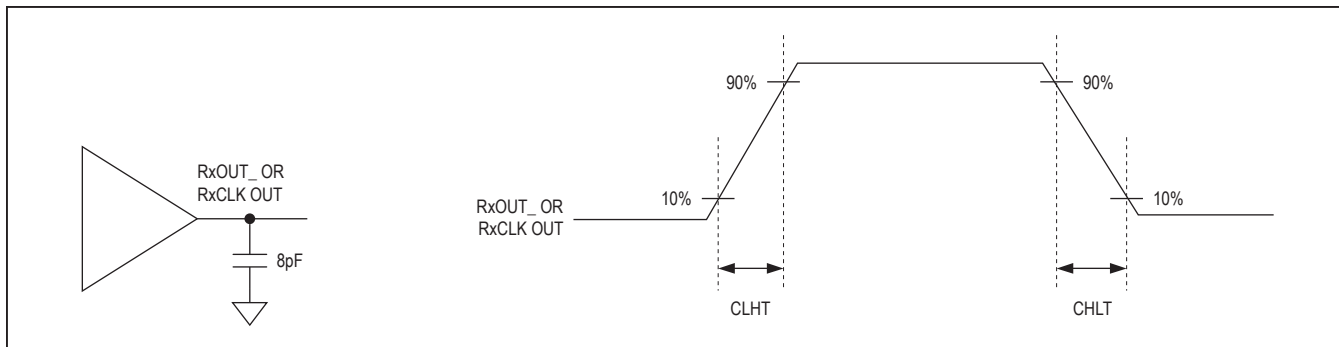 RxOUT_ OR
RxCLK OUT
8pF
RxOUT_ OR
RxCLK OUT
90%
10%
90%
10%
CLHT
CHLT